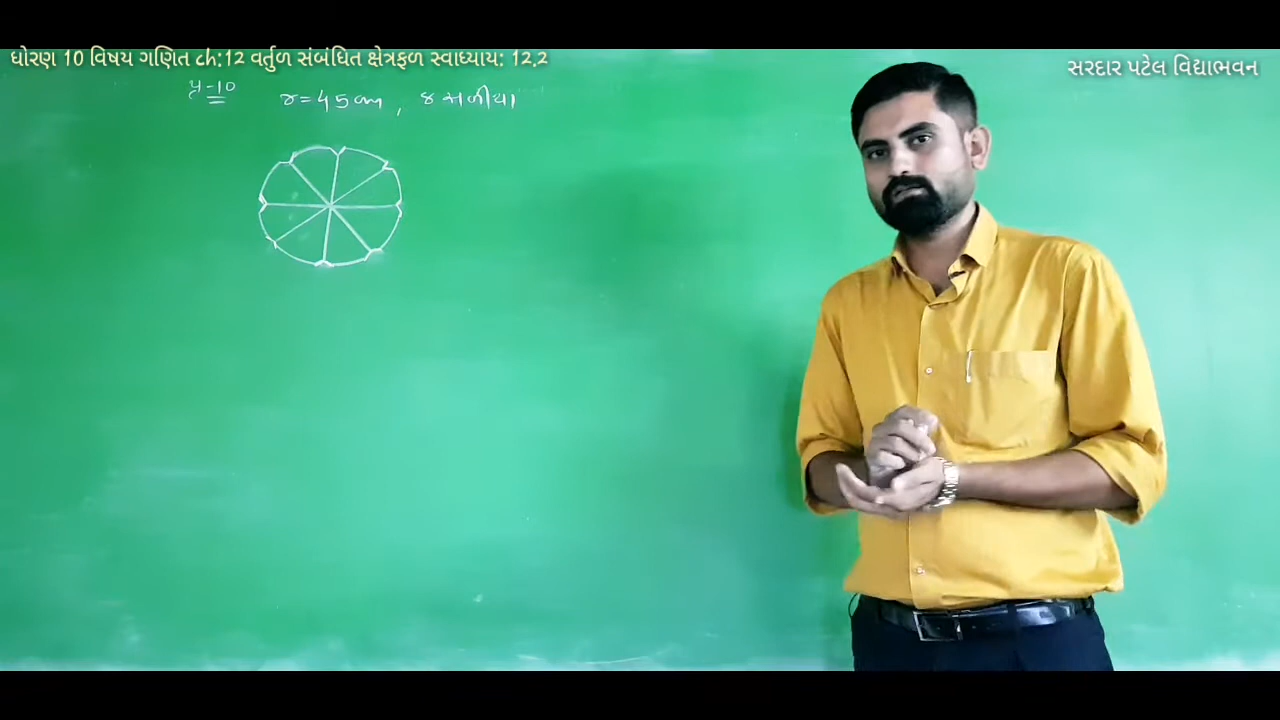 ધોરણ 10 વિષય ગણિત ch:12 વર્તુળ સંબંધિત ક્ષેત્રફળ સ્વાધ્યાય: 12.2
સરદાર પટેલ વિદ્યાભવન
પ્ર-10 r=45cm, 8 સળીયા